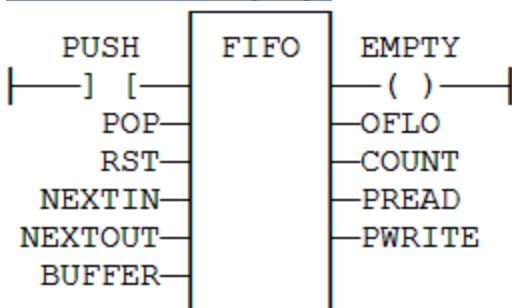 PUSH FIFO EMPTY
] [ ( )
POP OFLO
RST COUNT
NEXTIN PREAD
NEXTOUT PWRITE
BUFFER